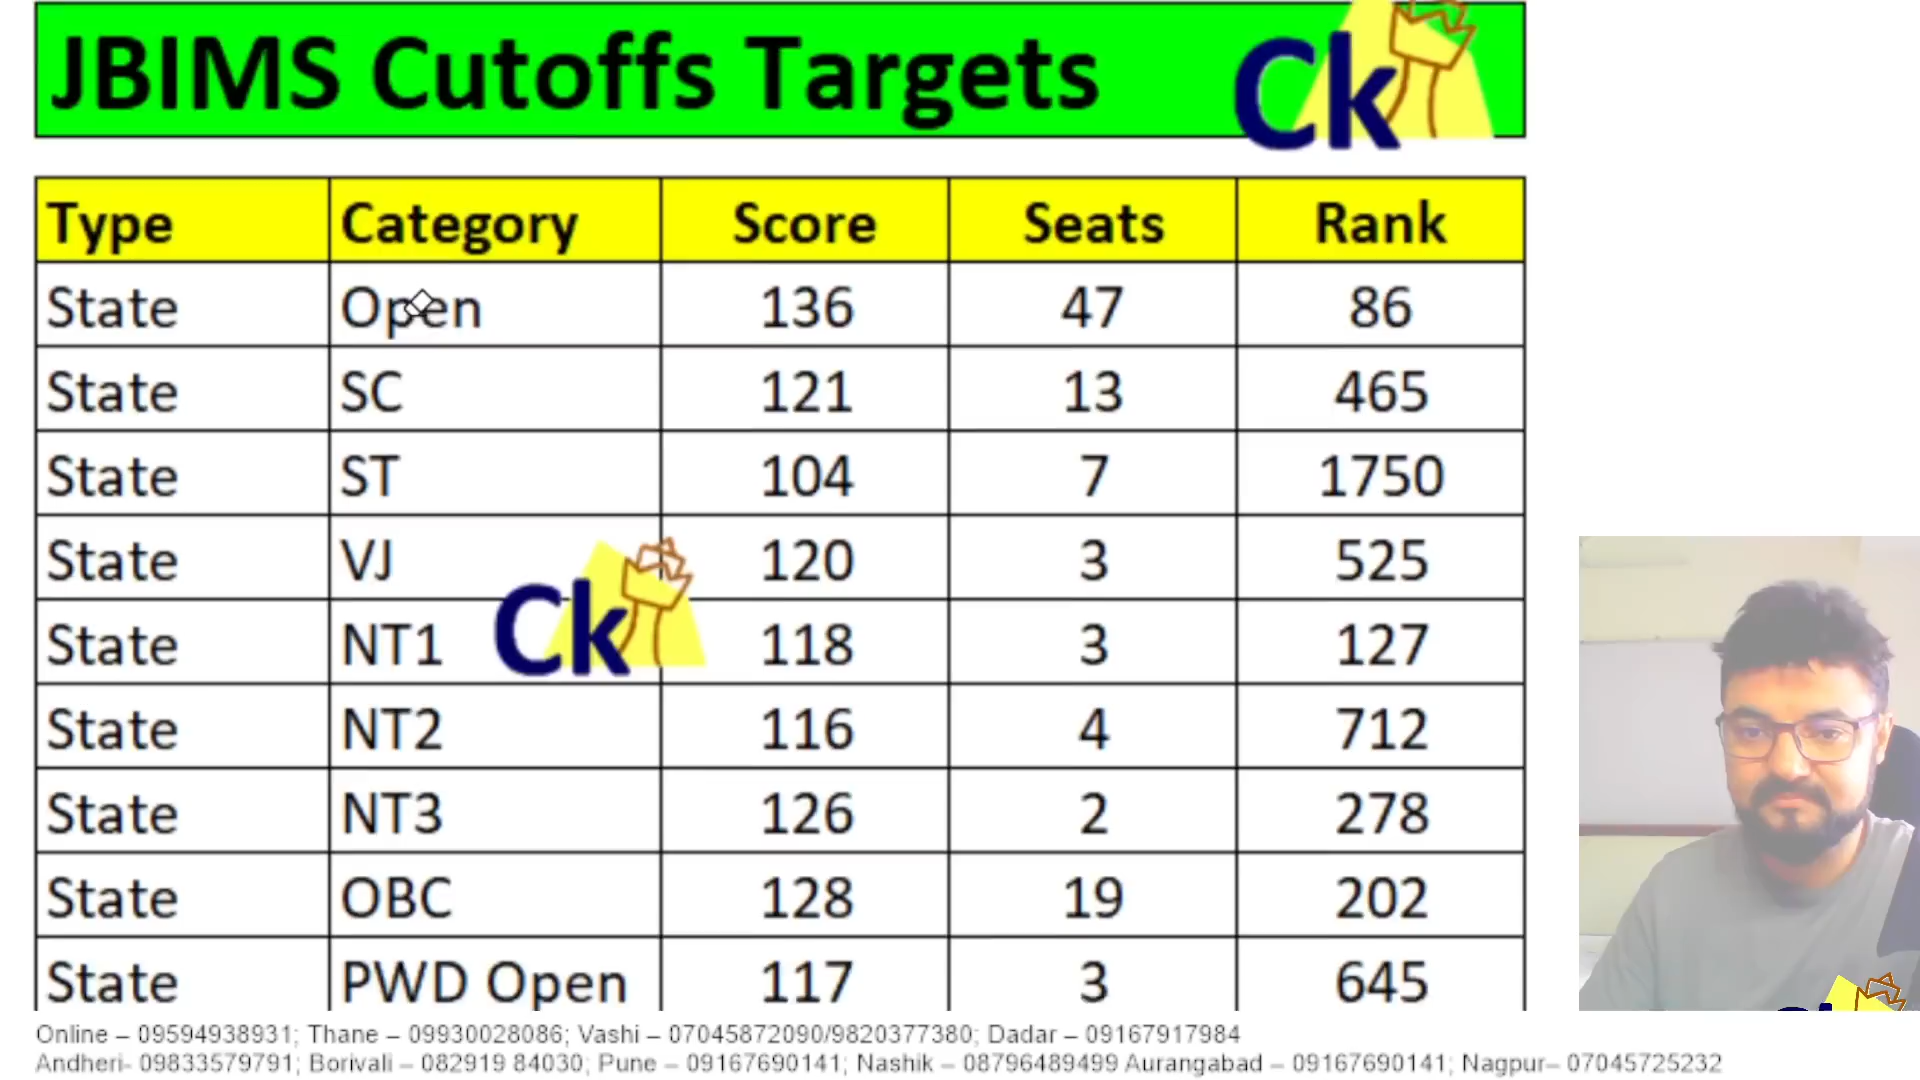 JBIMS Cutoffs Targets Ck
Type Category Score Seats Rank
State Open 136 47 86
State SC 121 13 465
State ST 104 7 1750
State VJ 120 3 525
Ck
State NT1 118 3 127
State NT2 116 4 712
State NT3 126 2 278
State OBC 128 19 202
State PWD Open 117 3 645
Online – 09594938931; Thane – 09930028086; Vashi – 07045872090/9820377380; Dadar – 09167917984
Andheri- 09833579791; Borivali – 082919 84030; Pune – 09167690141; Nashik – 08796489499 Aurangabad – 09167690141; Nagpur– 07045725232